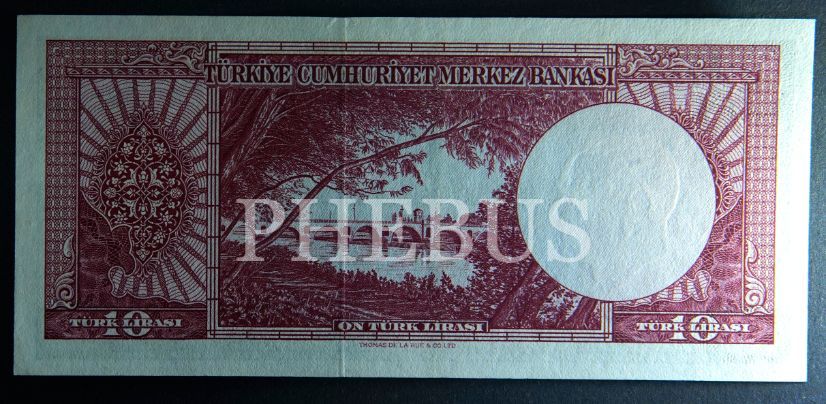 TÜRKİYE CUMHURİYET MERKEZ BANKASI
PHEBUS
10
TÜRK LİRASI
ON TÜRK LİRASI
10
TÜRK LİRASI
THOMAS DE LA RUE & CO. LTD